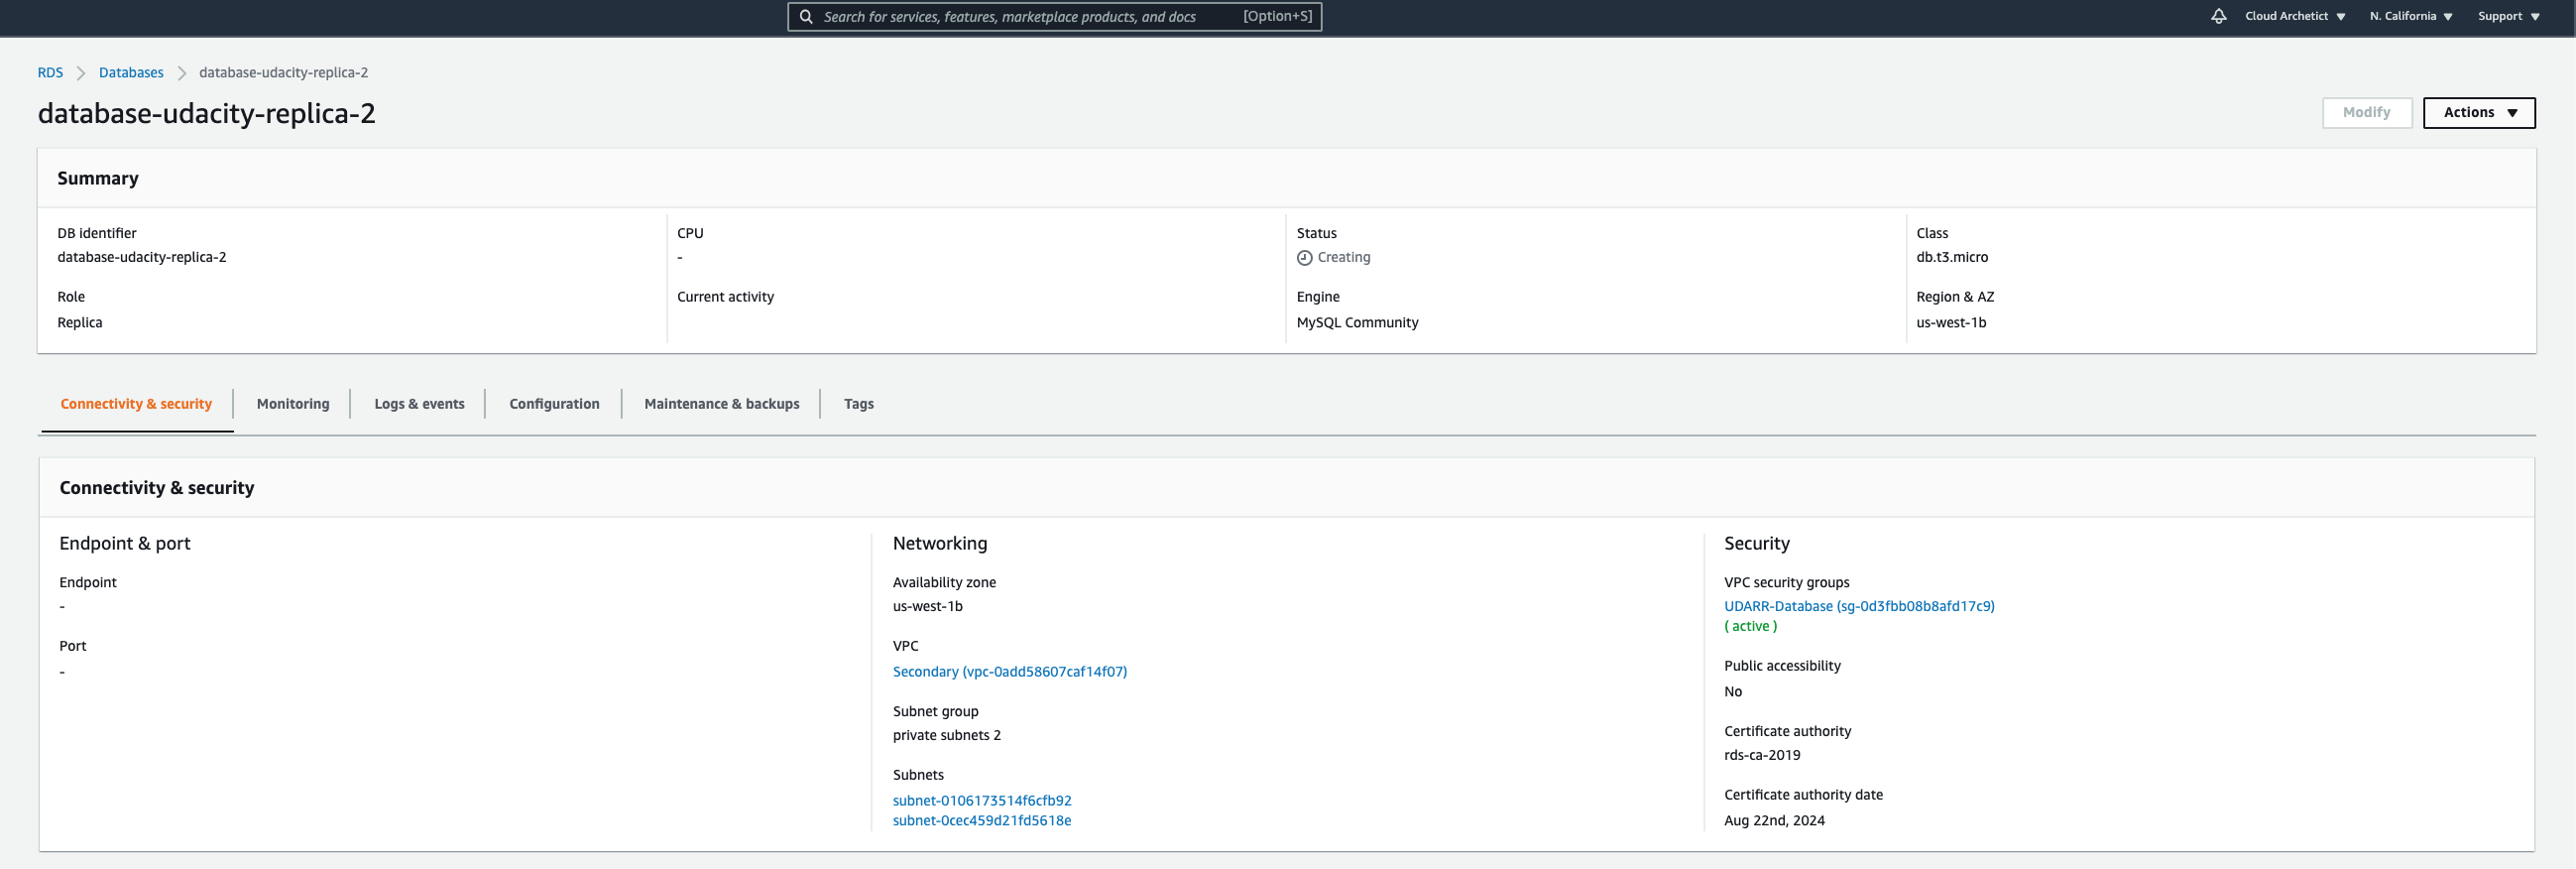 Search for services, features, marketplace products, and docs [Option+S] Cloud Archetict N. California Support
RDS Databases database-udacity-replica-2
database-udacity-replica-2
Modify Actions
Summary
DB identifier
database-udacity-replica-2
Role
Replica
CPU
-
Current activity
Status
Creating
Engine
MySQL Community
Class
db.t3.micro
Region & AZ
us-west-1b
Connectivity & security Monitoring Logs & events Configuration Maintenance & backups Tags
Connectivity & security
Endpoint & port
Endpoint
-
Port
-
Networking
Availability zone
us-west-1b
VPC
Secondary (vpc-0add58607caf14f07)
Subnet group
private subnets 2
Subnets
subnet-0106173514f6cfb92
subnet-0cec459d21fd5618e
Security
VPC security groups
UDARR-Database (sg-0d3fbb08b8afd17c9)
( active )
Public accessibility
No
Certificate authority
rds-ca-2019
Certificate authority date
Aug 22nd, 2024